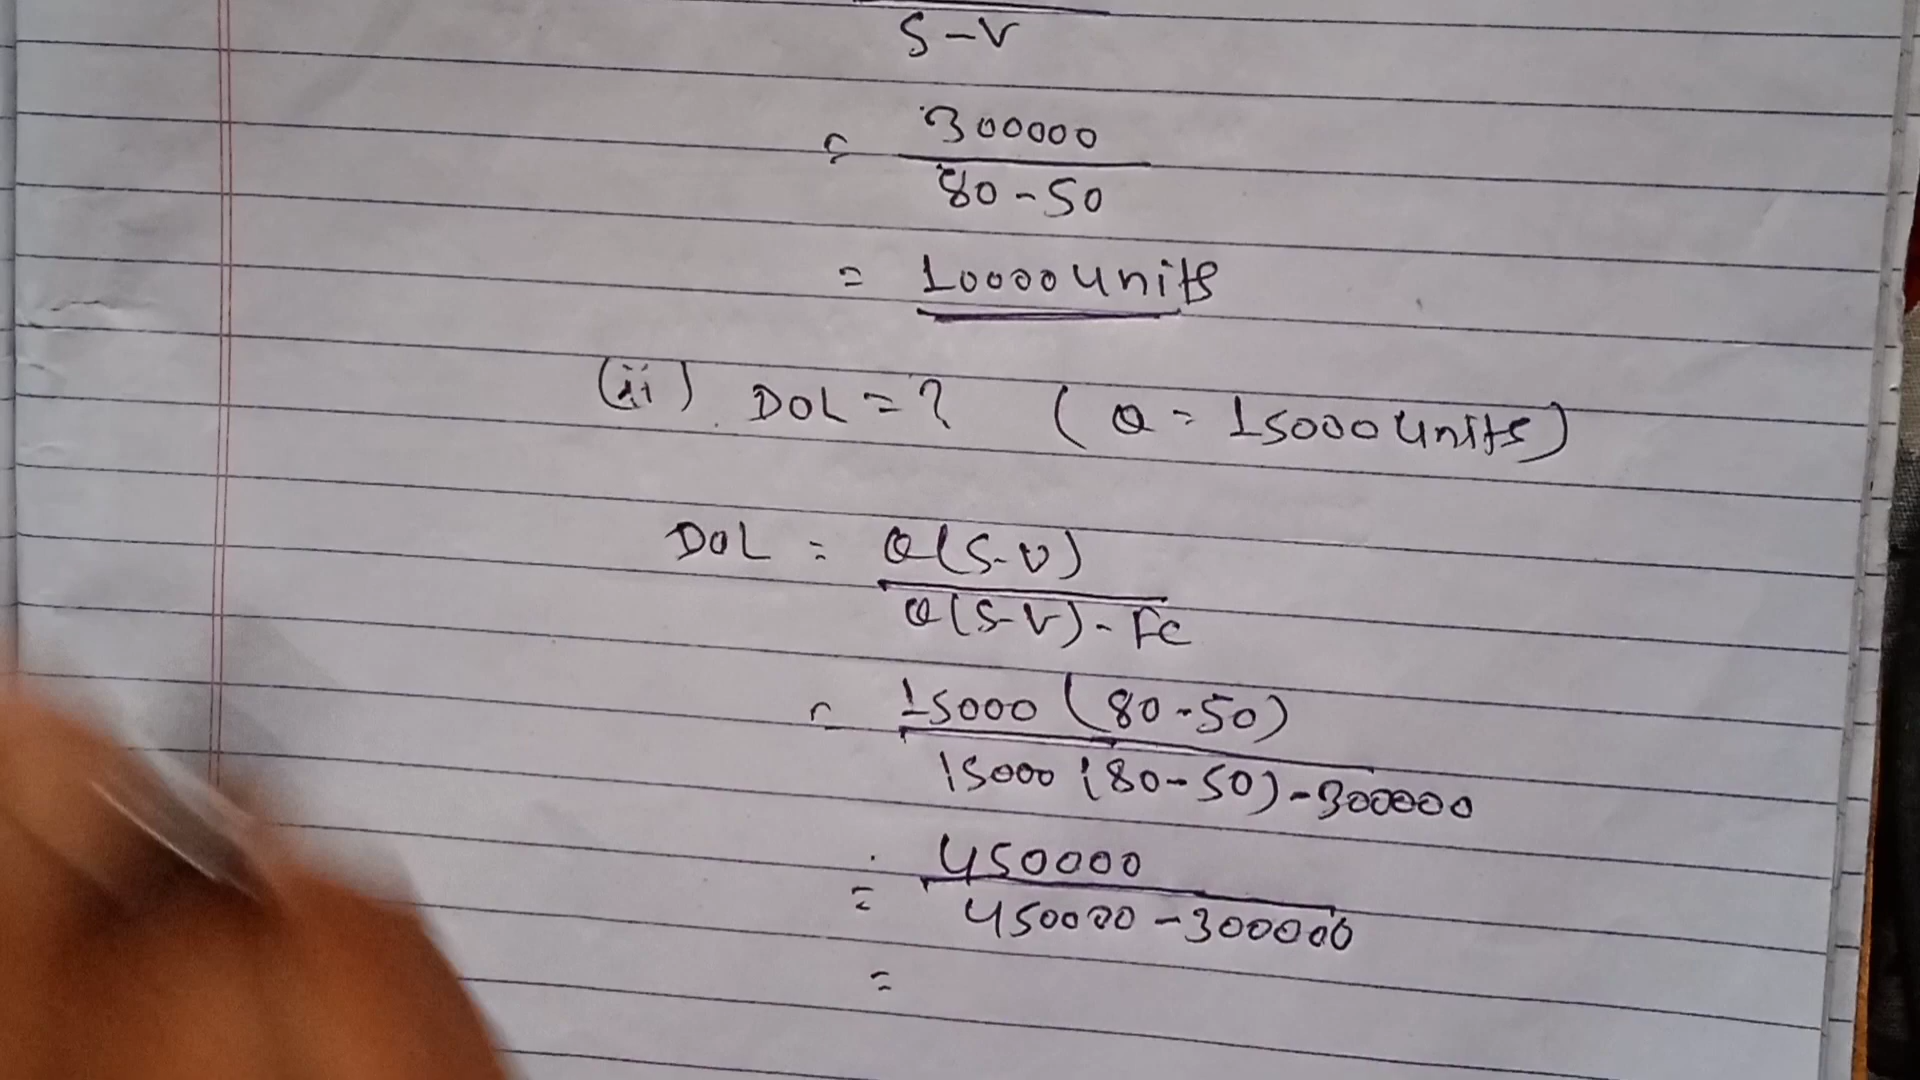 S-V
= 300000
80-50
= 10000 units
(ii) DOL = ? (Q = 15000 units)
DOL = Q(S-V)
Q(S-V)-FC
= 15000 (80-50)
15000 (80-50)-300000
= 450000
450000-300000
=